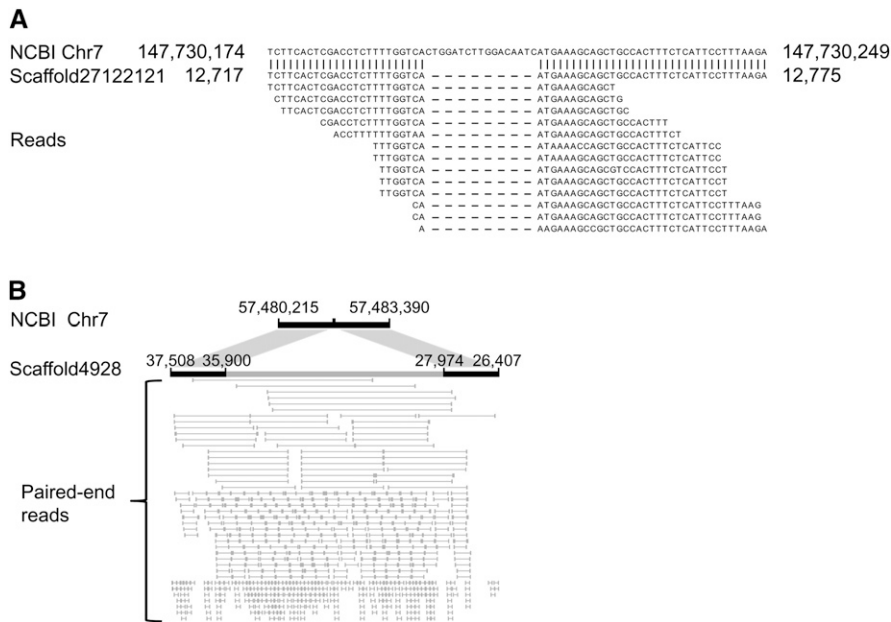 A
NCBI Chr7 147,730,174 TCTTCACTCGACCTCTTTTGGTCACTGGATCTTGGACAATCATGAAAGCAGCTGCCACTTTCTCATTCCTTTAAGA 147,730,249
Scaffold27122121 12,717 TCTTCACTCGACCTCTTTTGGTCA – – – – – – – – – ATGAAAGCAGCTGCCACTTTCTCATTCCTTTAAGA 12,775
TCTTCACTCGACCTCTTTTGGTCA – – – – – – – – – ATGAAAGCAGCT
CTTCACTCGACCTCTTTTGGTCA – – – – – – – – – ATGAAAGCAGCTG
TTCACTCGACCTCTTTTGGTCA – – – – – – – – – ATGAAAGCAGCTGC
CGACCTCTTTTGGTCA – – – – – – – – – ATGAAAGCAGCTGCCACTTT
Reads ACCTTTTTTGGTAA – – – – – – – – – ATGAAAGCAGCTGCCACTTTCT
TTTGGTCA – – – – – – – – – ATAAAACCAGCTGCCACTTTCTCATTCC
TTTGGTCA – – – – – – – – – ATAAAACCAGCTGCCACTTTCTCATTCC
TTGGTCA – – – – – – – – – ATGAAAGCAGCGTCCACTTTCTCATTCCT
TTGGTCA – – – – – – – – – ATGAAAGCAGCTGCCACTTTCTCATTCCT
TTGGTCA – – – – – – – – – ATGAAAGCAGCTGCCACTTTCTCATTCCT
CA – – – – – – – – – ATGAAAGCAGCTGCCACTTTCTCATTCCTTTAAG
CA – – – – – – – – – ATGAAAGCAGCTGCCACTTTCTCATTCCTTTAAG
A – – – – – – – – – AAGAAAGCCGCTGCCACTTTCTCATTCCTTTAAGA
B
57,480,215 57,483,390
NCBI Chr7
37,508 35,900 27,974 26,407
Scaffold4928
Paired-end
reads